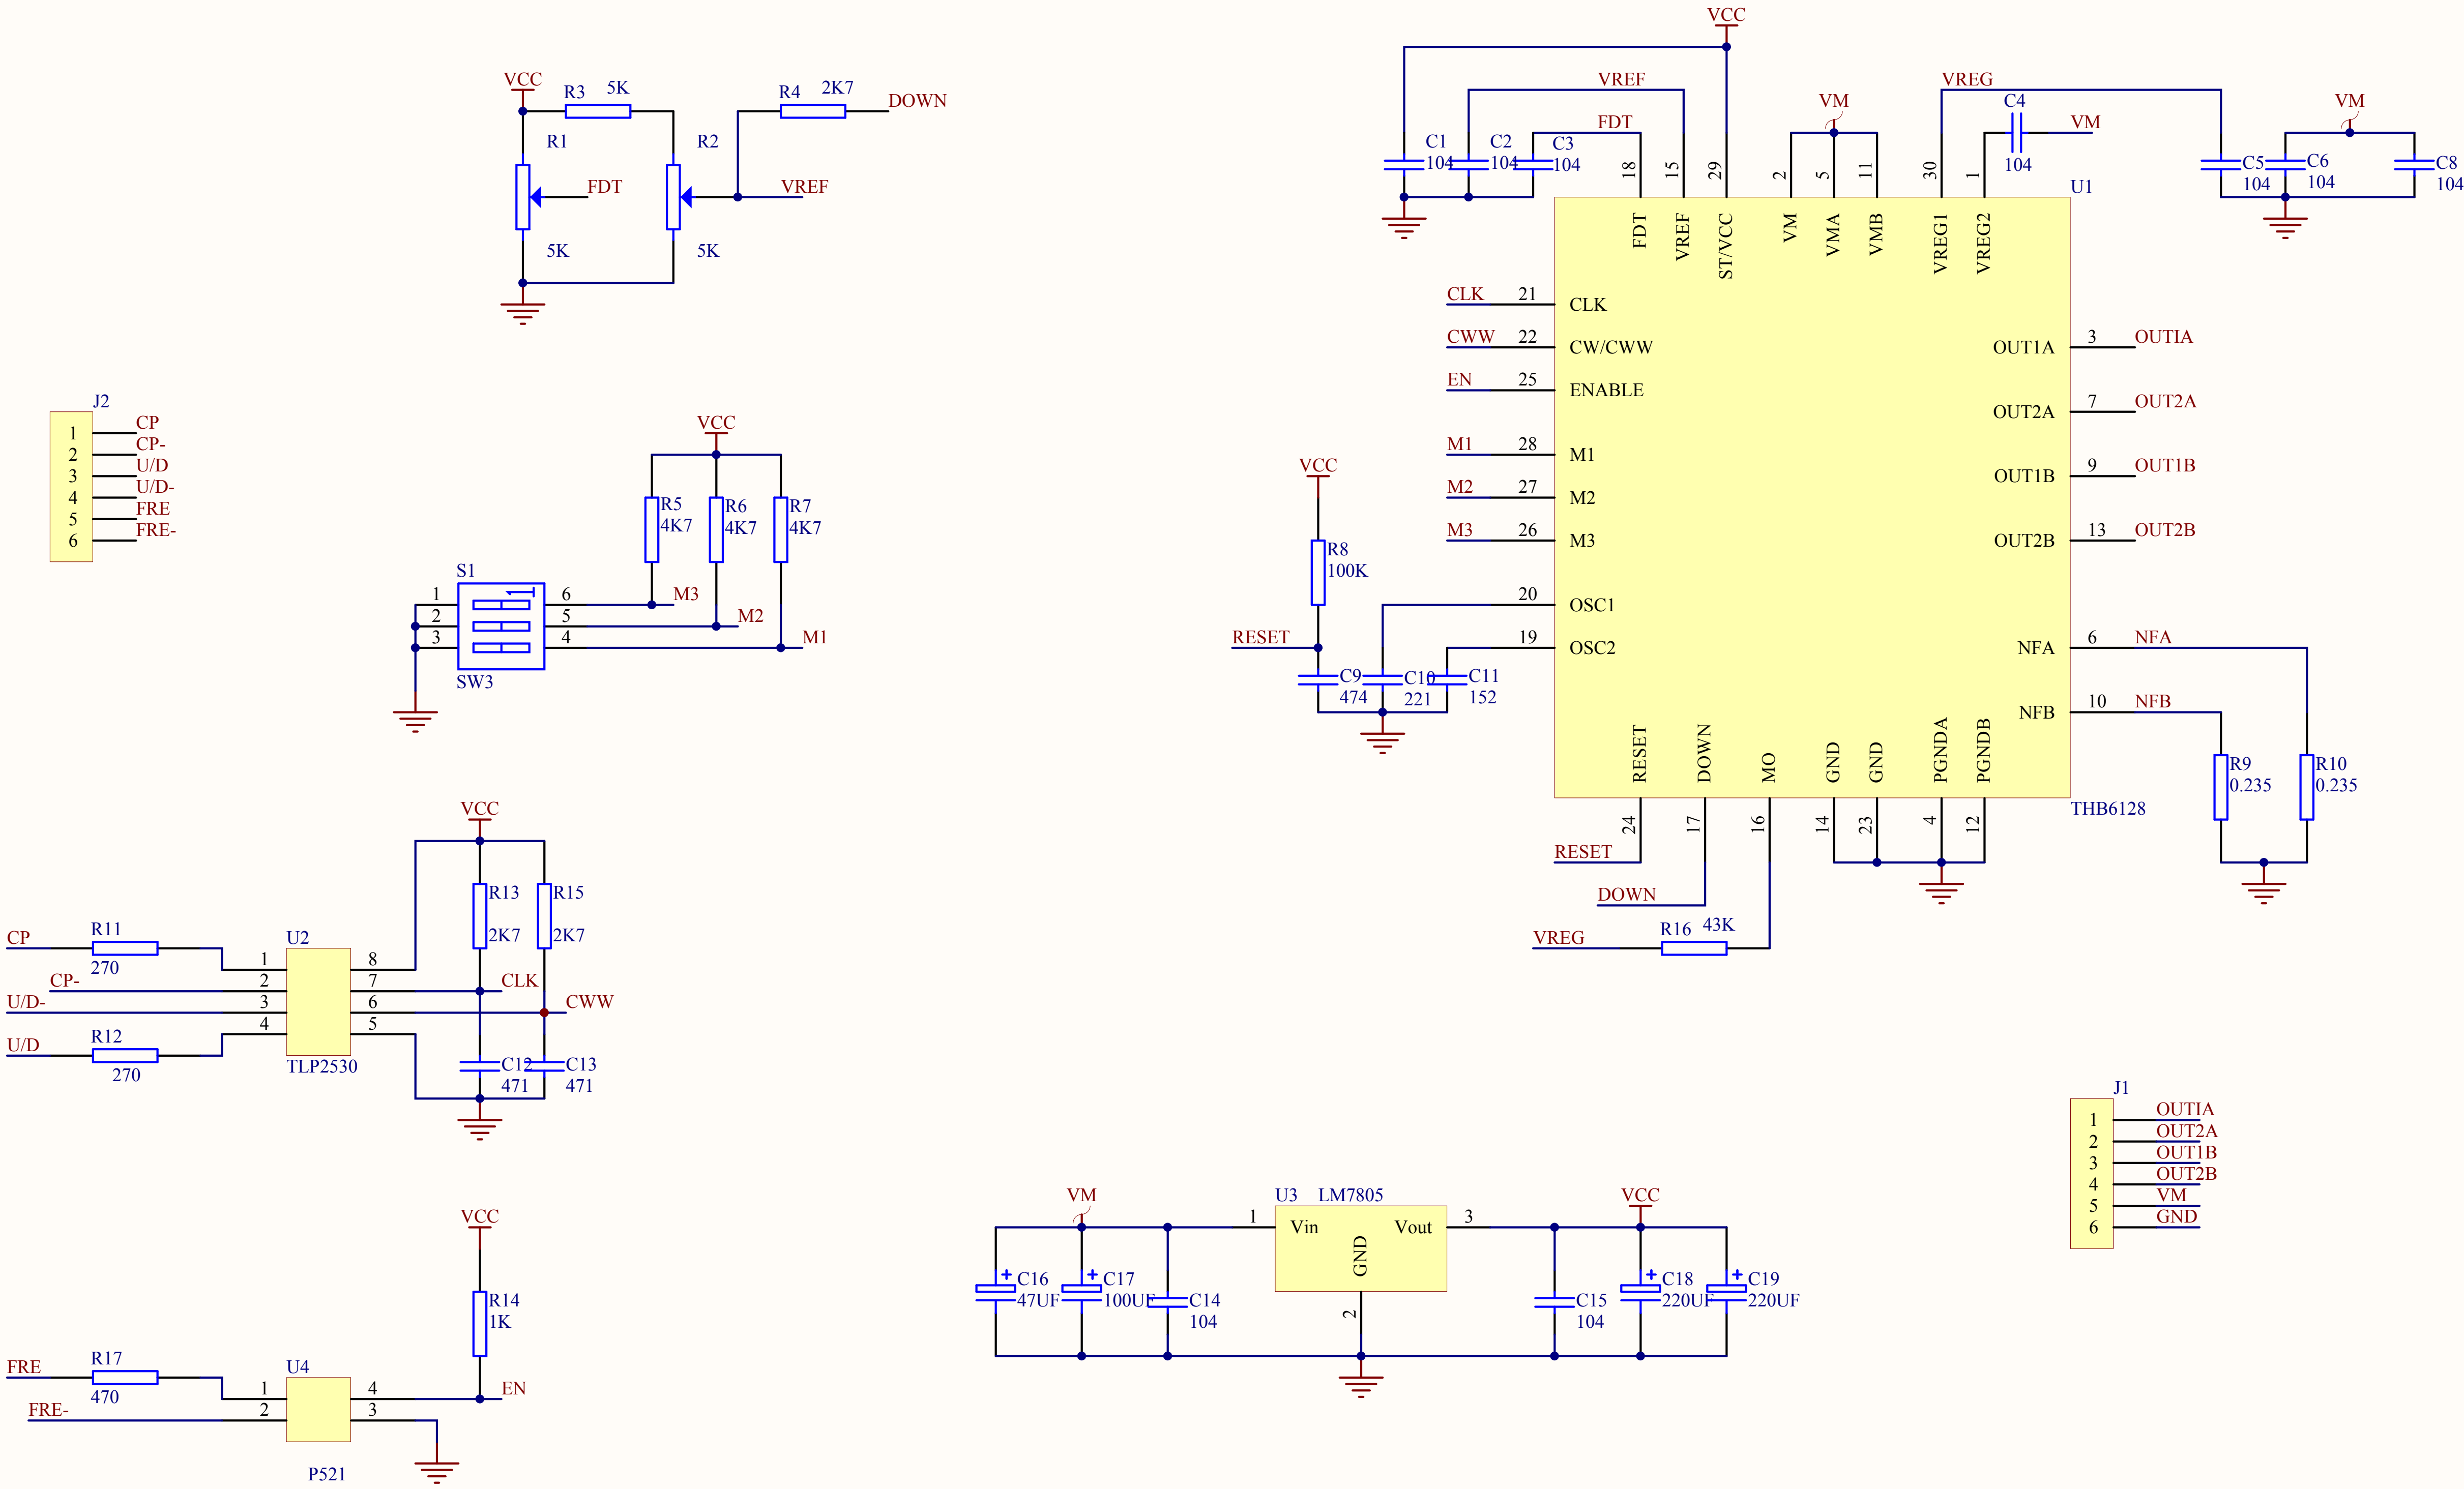 VCC
R3 5K
R4 2K7
DOWN
R1
R2
FDT
VREF
5K
5K
J2
1 CP
2 CP-
3 U/D
4 U/D-
5 FRE
6 FRE-
VCC
R5 4K7
R6 4K7
R7 4K7
S1
1
1 6 M3
2 5 M2
3 4 M1
SW3
VCC
R13 2K7
R15 2K7
CP R11 270
CP-
U/D-
U/D R12 270
U2
1 8
2 7 CLK
3 6 CWW
4 5
TLP2530
C12 471
C13 471
VCC
R14 1K
FRE R17 470
FRE-
U4
1 4 EN
2 3
P521
VCC
VREF
FDT
C1 104
C2 104
C3 104
18 15 29 2 5 11 30 1
VM
VREG
C4 104
VM
VM
C5 104
C6 104
C8 104
U1
FDT VREF ST/VCC VM VMA VMB VREG1 VREG2
CLK 21 CLK
CWW 22 CW/CWW
EN 25 ENABLE
M1 28 M1
M2 27 M2
M3 26 M3
20 OSC1
19 OSC2
OUT1A 3 OUTIA
OUT2A 7 OUT2A
OUT1B 9 OUT1B
OUT2B 13 OUT2B
NFA 6 NFA
NFB 10 NFB
VCC
R8 100K
RESET
C9 474
C10 221
C11 152
RESET DOWN MO GND GND PGNDA PGNDB
24 17 16 14 23 4 12
THB6128
R9 0.235
R10 0.235
RESET
DOWN
VREG R16 43K
VM
U3 LM7805
VCC
1 Vin Vout 3
GND
2
C16 47UF
C17 100UF
C14 104
C15 104
C18 220UF
C19 220UF
+ + + +
J1
1 OUTIA
2 OUT2A
3 OUT1B
4 OUT2B
5 VM
6 GND